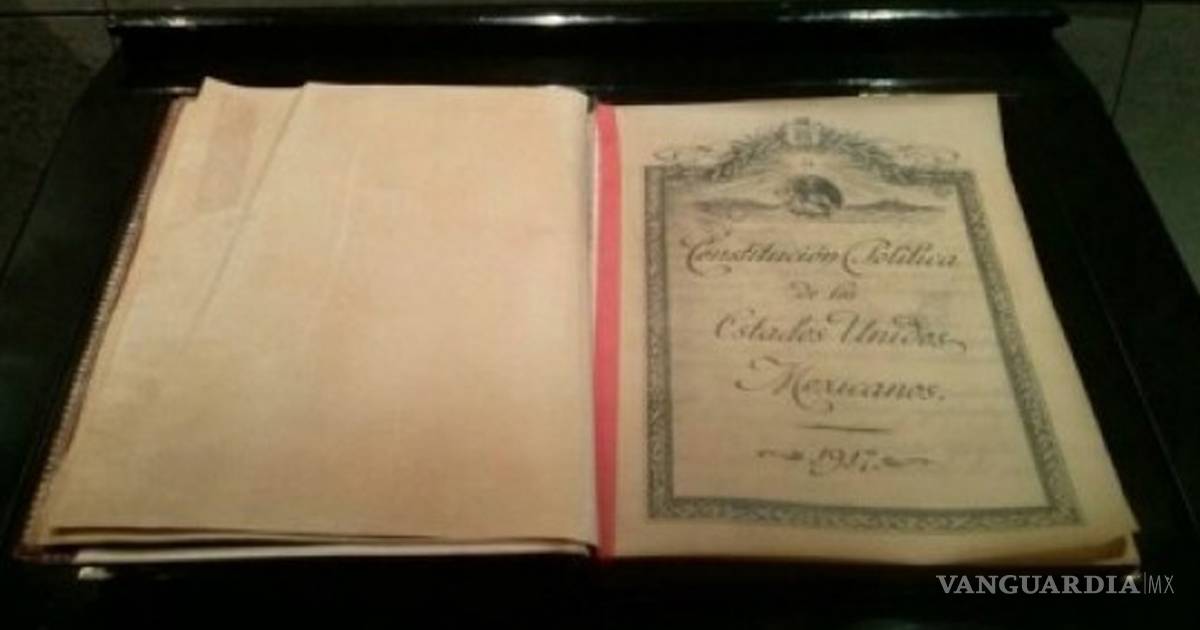 Constitución Política
de los
Estados Unidos
Mexicanos.
1917.
VANGUARDIA|MX